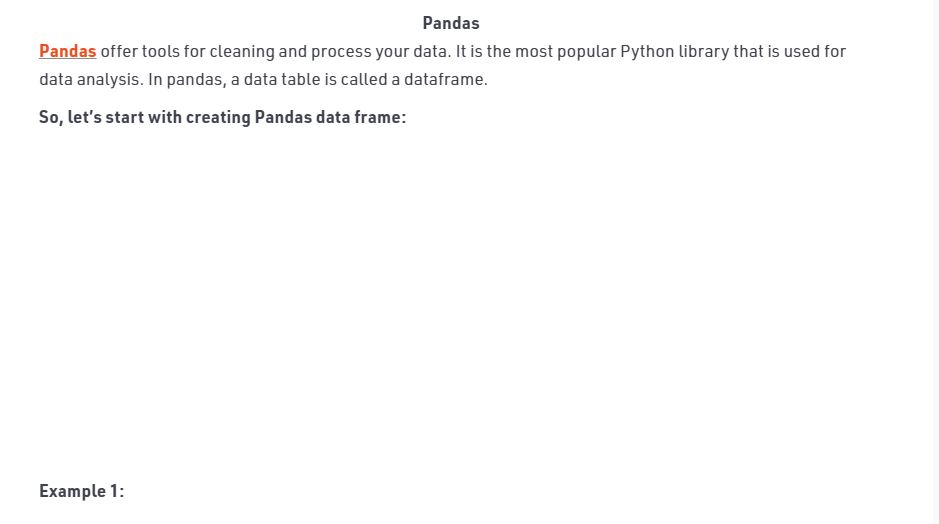 Pandas
Pandas offer tools for cleaning and process your data. It is the most popular Python library that is used for
data analysis. In pandas, a data table is called a dataframe.
So, let’s start with creating Pandas data frame:
Example 1: